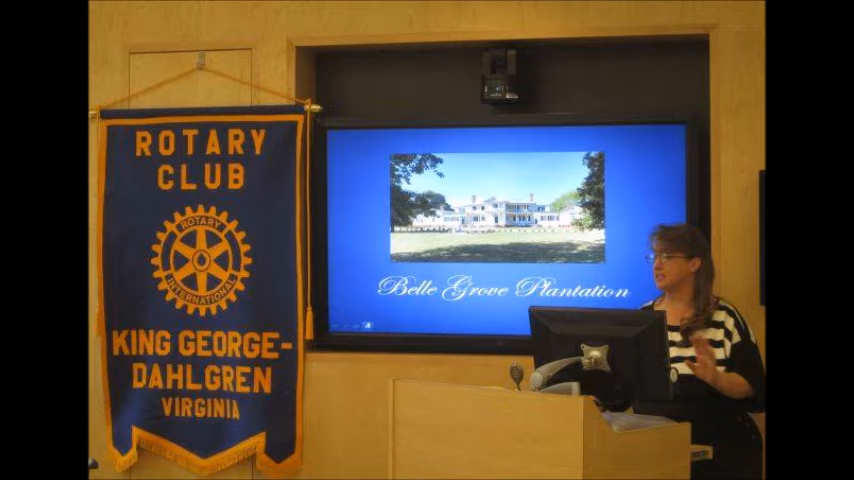 ROTARY
CLUB
ROTARY
INTERNATIONAL
KING GEORGE-
DAHLGREN
VIRGINIA
Belle Grove Plantation